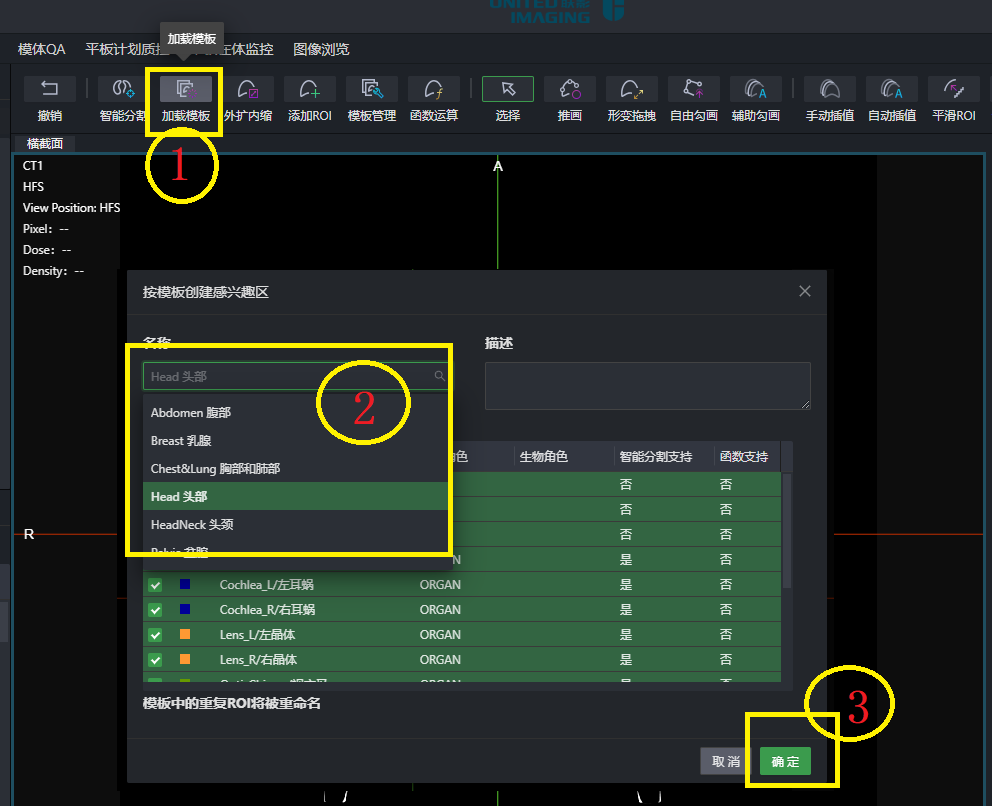 UNITED
IMAGING
加载模板
模体QA 平板计划质 在体监控 图像浏览
撤销 智能分割 加载模板 外扩内缩 添加ROI 模板管理 函数运算 选择 推画 形变拖拽 自由勾画 辅助勾画 手动插值 自动插值 平滑ROI
横截面
1
CT1
A
HFS
View Position: HFS
Pixel: --
Dose: --
Density: --
按模板创建感兴趣区
名称 描述
Head 头部
2
Abdomen 腹部
Breast 乳腺
角色 生物角色 智能分割支持 函数支持
Chest&Lung 胸部和肺部
否 否
Head 头部
否 否
HeadNeck 头颈
R
否 否
Pelvis 盆腔
N 是 否
Cochlea_L/左耳蜗 ORGAN 是 否
Cochlea_R/右耳蜗 ORGAN 是 否
Lens_L/左晶体 ORGAN 是 否
Lens_R/右晶体 ORGAN 是 否
模板中的重复ROI将被重命名
3
取消 确定